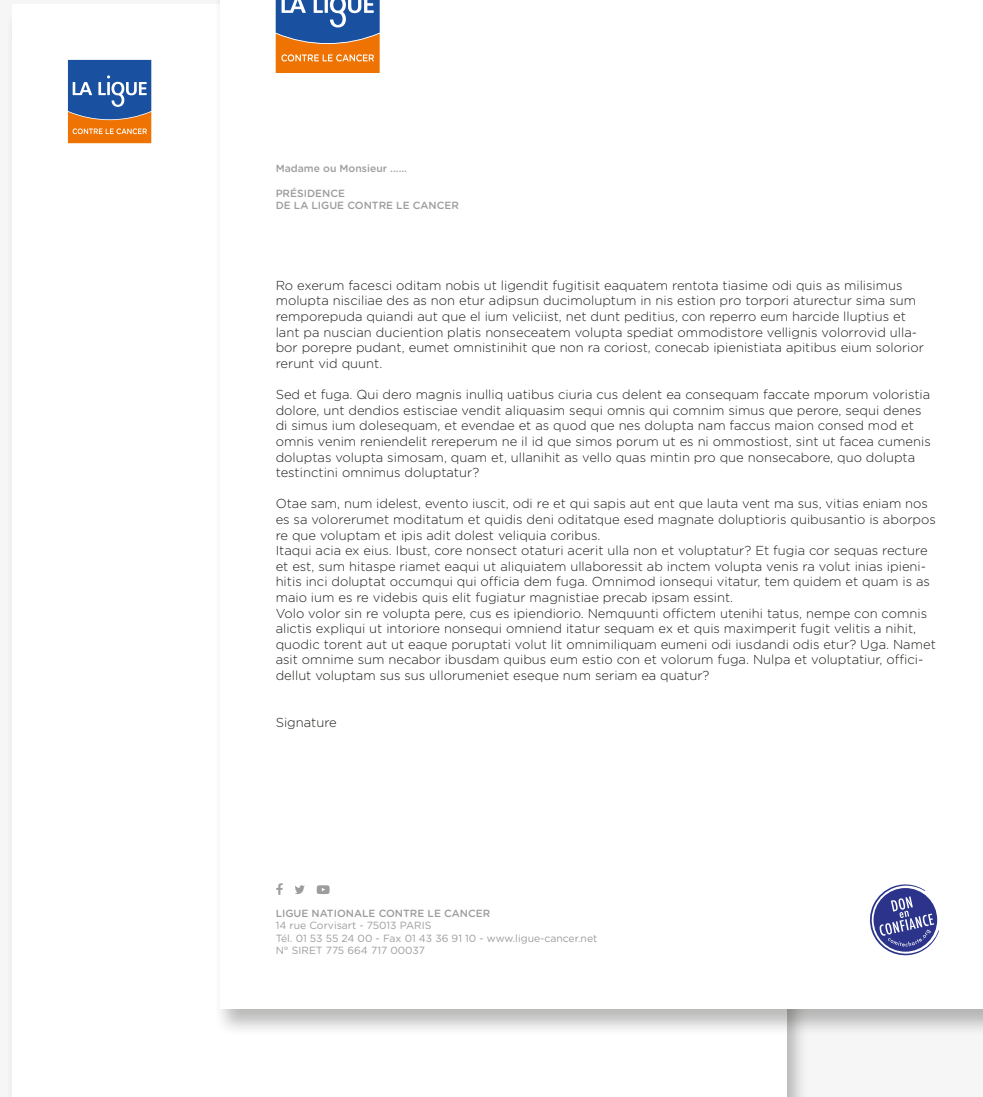 LA LIGUE
CONTRE LE CANCER
LA LIGUE
CONTRE LE CANCER
Madame ou Monsieur ......
PRÉSIDENCE
DE LA LIGUE CONTRE LE CANCER
Ro exerum facesci oditam nobis ut ligendit fugitisit eaquatem rentota tiasime odi quis as milisimus
molupta nisciliae des as non etur adipsun ducimoluptum in nis estion pro torpori aturectur sima sum
remporepuda quiandi aut que el ium veliciist, net dunt peditius, con reperro eum harcide lluptius et
lant pa nuscian duciention platis nonseceatem volupta spediat ommodistore vellignis volorrovid ulla-
bor porepre pudant, eumet omnistinihit que non ra coriost, conecab ipienistiata apitibus eium solorior
rerunt vid quunt.
Sed et fuga. Qui dero magnis inulliq uatibus ciuria cus delent ea consequam faccate mporum voloristia
dolore, unt dendios estisciae vendit aliquasim sequi omnis qui comnim simus que perore, sequi denes
di simus ium dolesequam, et evendae et as quod que nes dolupta nam faccus maion consed mod et
omnis venim reniendelit rereperum ne il id que simos porum ut es ni ommostiost, sint ut facea cumenis
doluptas volupta simosam, quam et, ullanihit as vello quas mintin pro que nonsecabore, quo dolupta
testinctini omnimus doluptatur?
Otae sam, num idelest, evento iuscit, odi re et qui sapis aut ent que lauta vent ma sus, vitias eniam nos
es sa volorerumet moditatum et quidis deni oditatque esed magnate doluptioris quibusantio is aborpos
re que voluptam et ipis adit dolest veliquia coribus.
Itaqui acia ex eius. Ibust, core nonsect otaturi acerit ulla non et voluptatur? Et fugia cor sequas recture
et est, sum hitaspe riamet eaqui ut aliquiatem ullaboressit ab inctem volupta venis ra volut inias ipieni-
hitis inci doluptat occumqui qui officia dem fuga. Omnimod ionsequi vitatur, tem quidem et quam is as
maio ium es re videbis quis elit fugiatur magnistiae precab ipsam essint.
Volo volor sin re volupta pere, cus es ipiendiorio. Nemquunti offictem utenihi tatus, nempe con comnis
alictis expliqui ut intoriore nonsequi omniend itatur sequam ex et quis maximperit fugit velitis a nihit,
quodic torent aut ut eaque poruptati volut lit omnimiliquam eumeni odi iusdandi odis etur? Uga. Namet
asit omnime sum necabor ibusdam quibus eum estio con et volorum fuga. Nulpa et voluptatiur, offici-
dellut voluptam sus sus ullorumeniet eseque num seriam ea quatur?
Signature
LIGUE NATIONALE CONTRE LE CANCER
14 rue Corvisart - 75013 PARIS
Tél. 01 53 55 24 00 - Fax 01 43 36 91 10 - www.ligue-cancer.net
N° SIRET 775 664 717 00037
DON
en
CONFIANCE
comitecharte.org